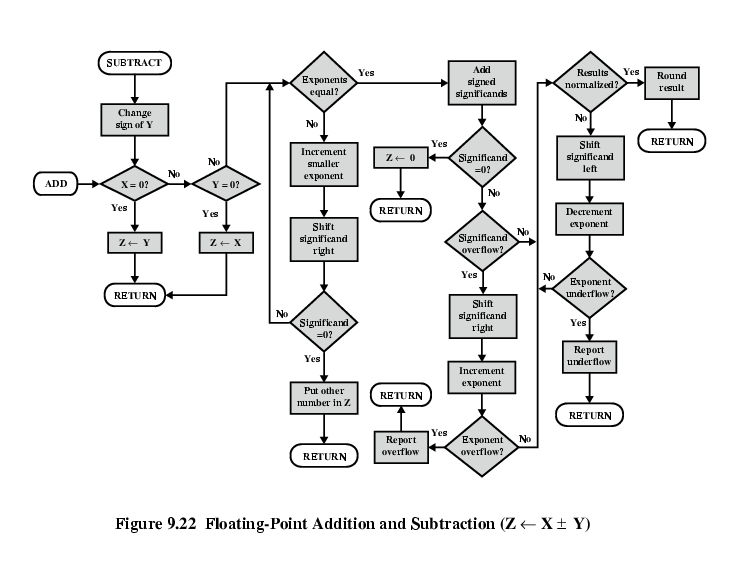 SUBTRACT
Change
sign of Y
ADD
X = 0?
No
Yes
Z ← Y
RETURN
No
Y = 0?
Yes
Z ← X
Exponents
equal?
Yes
No
Increment
smaller
exponent
Shift
significand
right
No
Significand
=0?
Yes
Put other
number in Z
RETURN
Add
signed
significands
Yes
Significand
=0?
Z ← 0
RETURN
No
Significand
overflow?
No
Yes
Shift
significand
right
Increment
exponent
RETURN
Report
overflow
Yes
Exponent
overflow?
No
Results
normalized?
Yes
Round
result
RETURN
No
Shift
significand
left
Decrement
exponent
No
Exponent
underflow?
Yes
Report
underflow
RETURN
Figure 9.22 Floating-Point Addition and Subtraction (Z ← X ± Y)